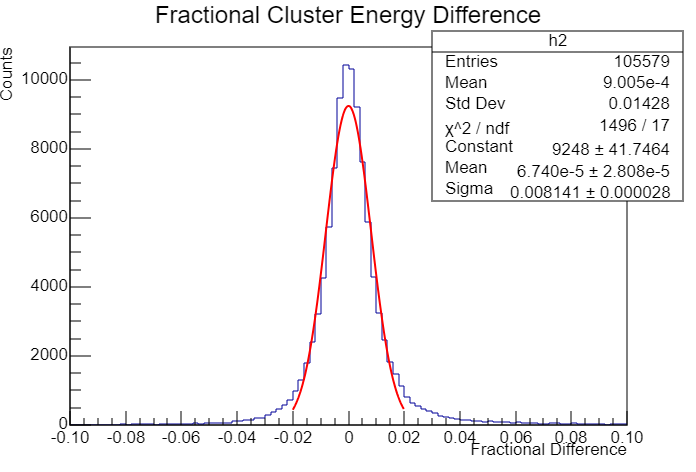 Fractional Cluster Energy Difference
h2
Entries 105579
Mean 9.005e-4
Std Dev 0.01428
χ^2 / ndf 1496 / 17
Constant 9248 ± 41.7464
Mean 6.740e-5 ± 2.808e-5
Sigma 0.008141 ± 0.000028
Counts
10000
8000
6000
4000
2000
0
-0.10 -0.08 -0.06 -0.04 -0.02 0 0.02 0.04 0.06 0.08 0.10
Fractional Difference